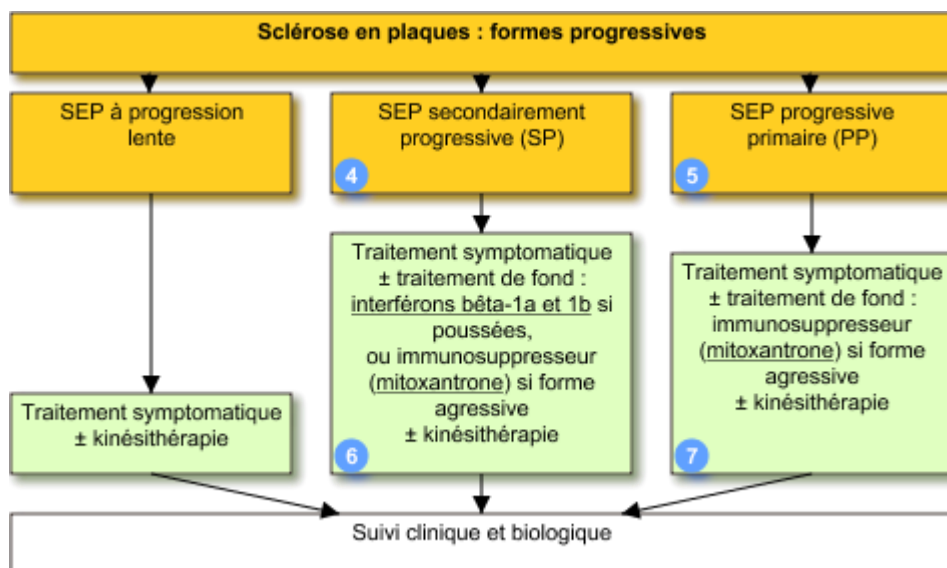 Sclérose en plaques : formes progressives
SEP à progression
lente
SEP secondairement
progressive (SP)
4
SEP progressive
primaire (PP)
5
Traitement symptomatique
± kinésithérapie
Traitement symptomatique
± traitement de fond :
interférons bêta-1a et 1b si
poussées,
ou immunosuppresseur
(mitoxantrone) si forme
agressive
± kinésithérapie
6
Traitement symptomatique
± traitement de fond :
immunosuppresseur
(mitoxantrone) si forme
agressive
± kinésithérapie
7
Suivi clinique et biologique